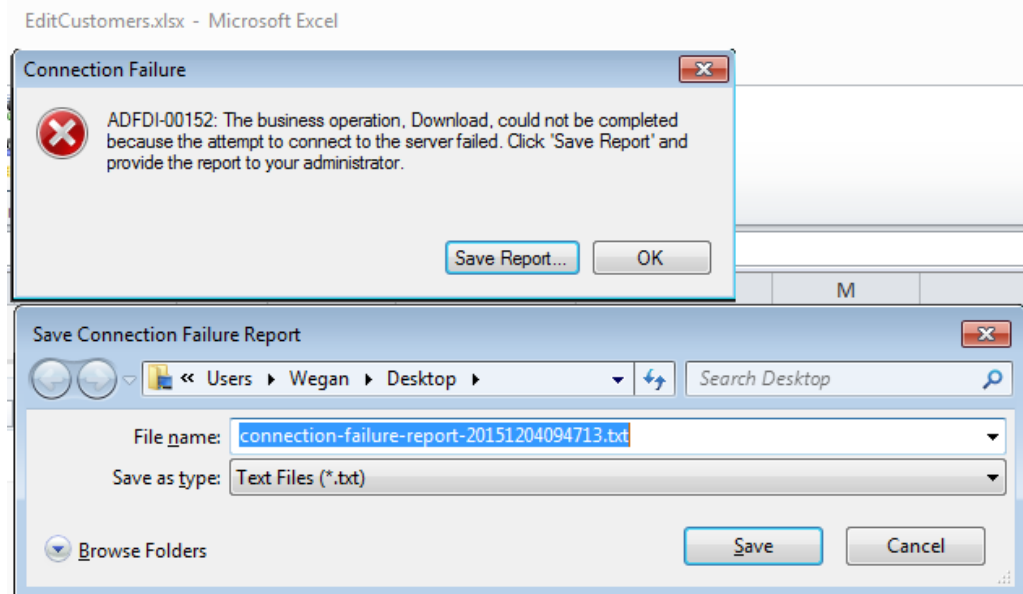 EditCustomers.xlsx - Microsoft Excel
Connection Failure
ADFDI-00152: The business operation, Download, could not be completed
because the attempt to connect to the server failed. Click 'Save Report' and
provide the report to your administrator.
Save Report... OK
M
Save Connection Failure Report
« Users Wegan Desktop Search Desktop
File name: connection-failure-report-20151204094713.txt
Save as type: Text Files (*.txt)
Browse Folders Save Cancel